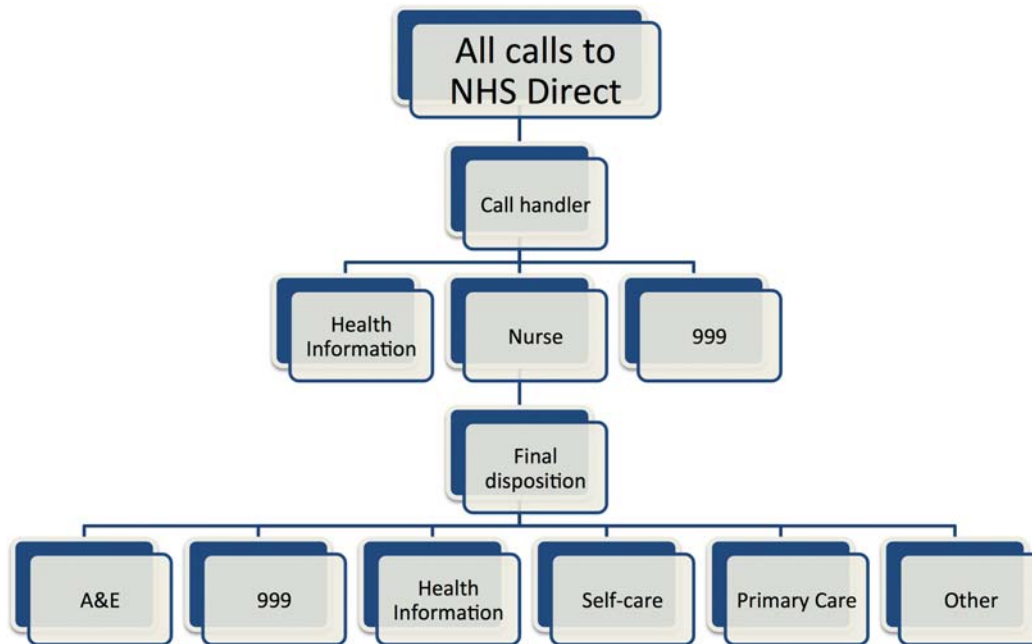 All calls to
NHS Direct
Call handler
Health
Information
Nurse
999
Final
disposition
A&E
999
Health
Information
Self-care
Primary Care
Other